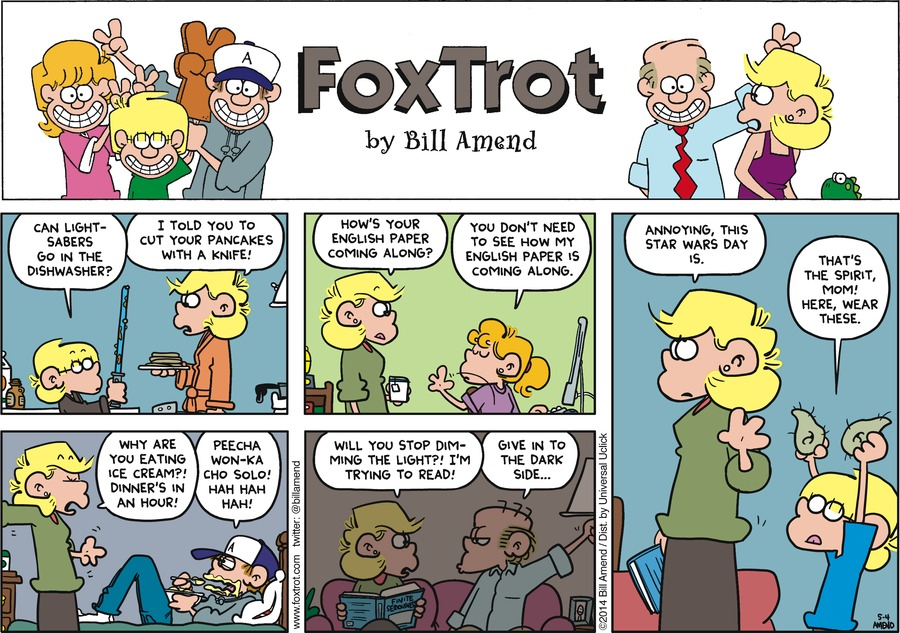 FoxTrot
by Bill Amend
A
CAN LIGHT-
SABERS
GO IN THE
DISHWASHER?
I TOLD YOU TO
CUT YOUR PANCAKES
WITH A KNIFE!
HOW'S YOUR
ENGLISH PAPER
COMING ALONG?
YOU DON'T NEED
TO SEE HOW MY
ENGLISH PAPER IS
COMING ALONG.
WHY ARE
YOU EATING
ICE CREAM?!
DINNER'S IN
AN HOUR!
PEECHA
WON-KA
CHO SOLO!
HAH HAH
HAH!
A
www.foxtrot.com twitter: @billamend
WILL YOU STOP DIM-
MING THE LIGHT?! I'M
TRYING TO READ!
GIVE IN TO
THE DARK
SIDE...
FINITE
SERIOUSNESS
©2014 Bill Amend / Dist. by Universal Uclick
ANNOYING, THIS
STAR WARS DAY
IS.
THAT'S
THE SPIRIT,
MOM!
HERE, WEAR
THESE.
5-4
AMEND